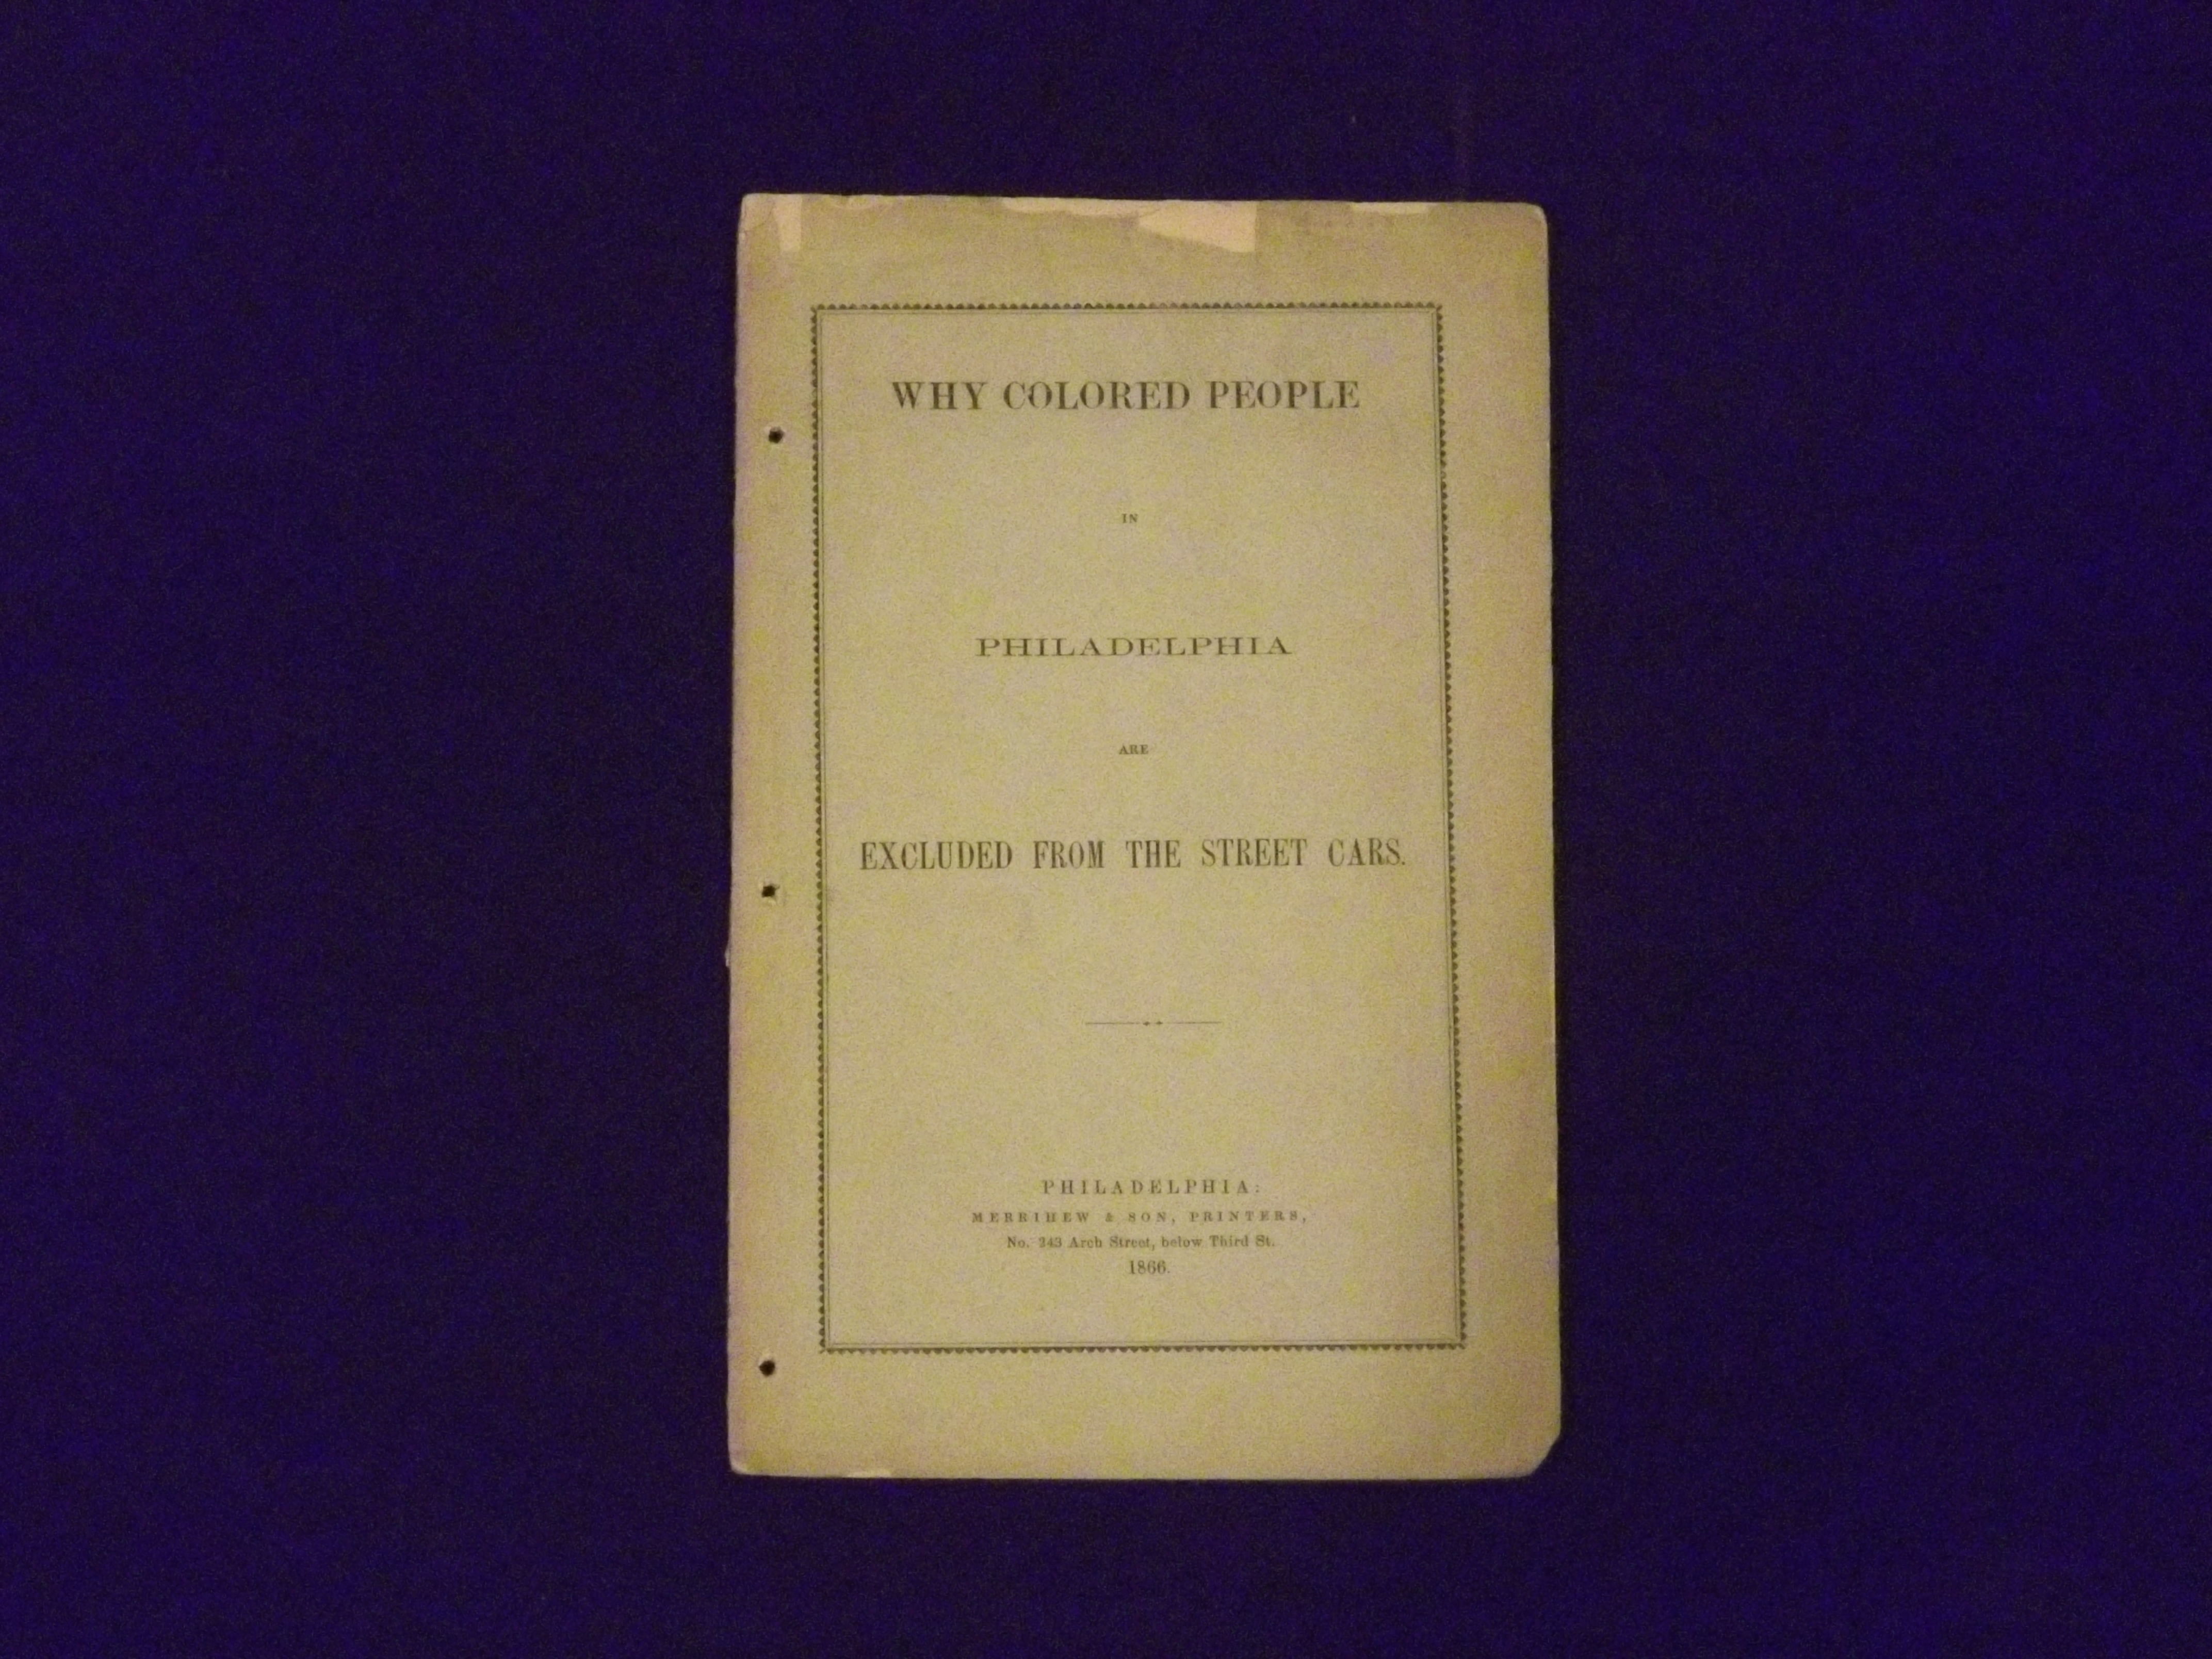 WHY COLORED PEOPLE
IN
PHILADELPHIA
ARE
EXCLUDED FROM THE STREET CARS.
PHILADELPHIA:
MERRIHEW & SON, PRINTERS,
No. 243 Arch Street, below Third St.
1866.